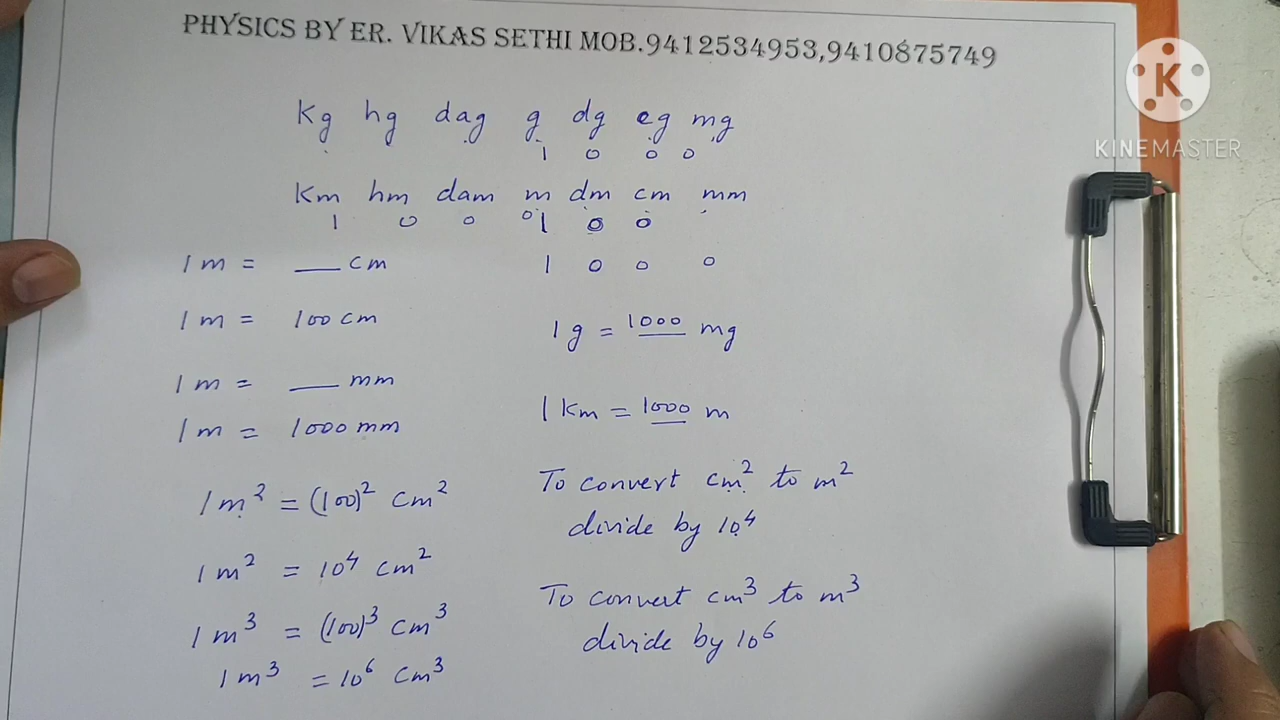 PHYSICS BY ER. VIKAS SETHI MOB.9412534953,9410875749
K
KINEMASTER
Kg hg dag g dg cg mg
1 0 0 0
Km hm dam m dm cm mm
1 0 0 0 1 0 0
1 0 0 0
1 m = ___ cm
1 m = 100 cm
1 m = ___ mm
1 m = 1000 mm
1 m² = (100)² cm²
1 m² = 10⁴ cm²
1 m³ = (100)³ cm³
1 m³ = 10⁶ cm³
1 g = 1000 mg
1 Km = 1000 m
To convert cm² to m²
divide by 10⁴
To convert cm³ to m³
divide by 10⁶